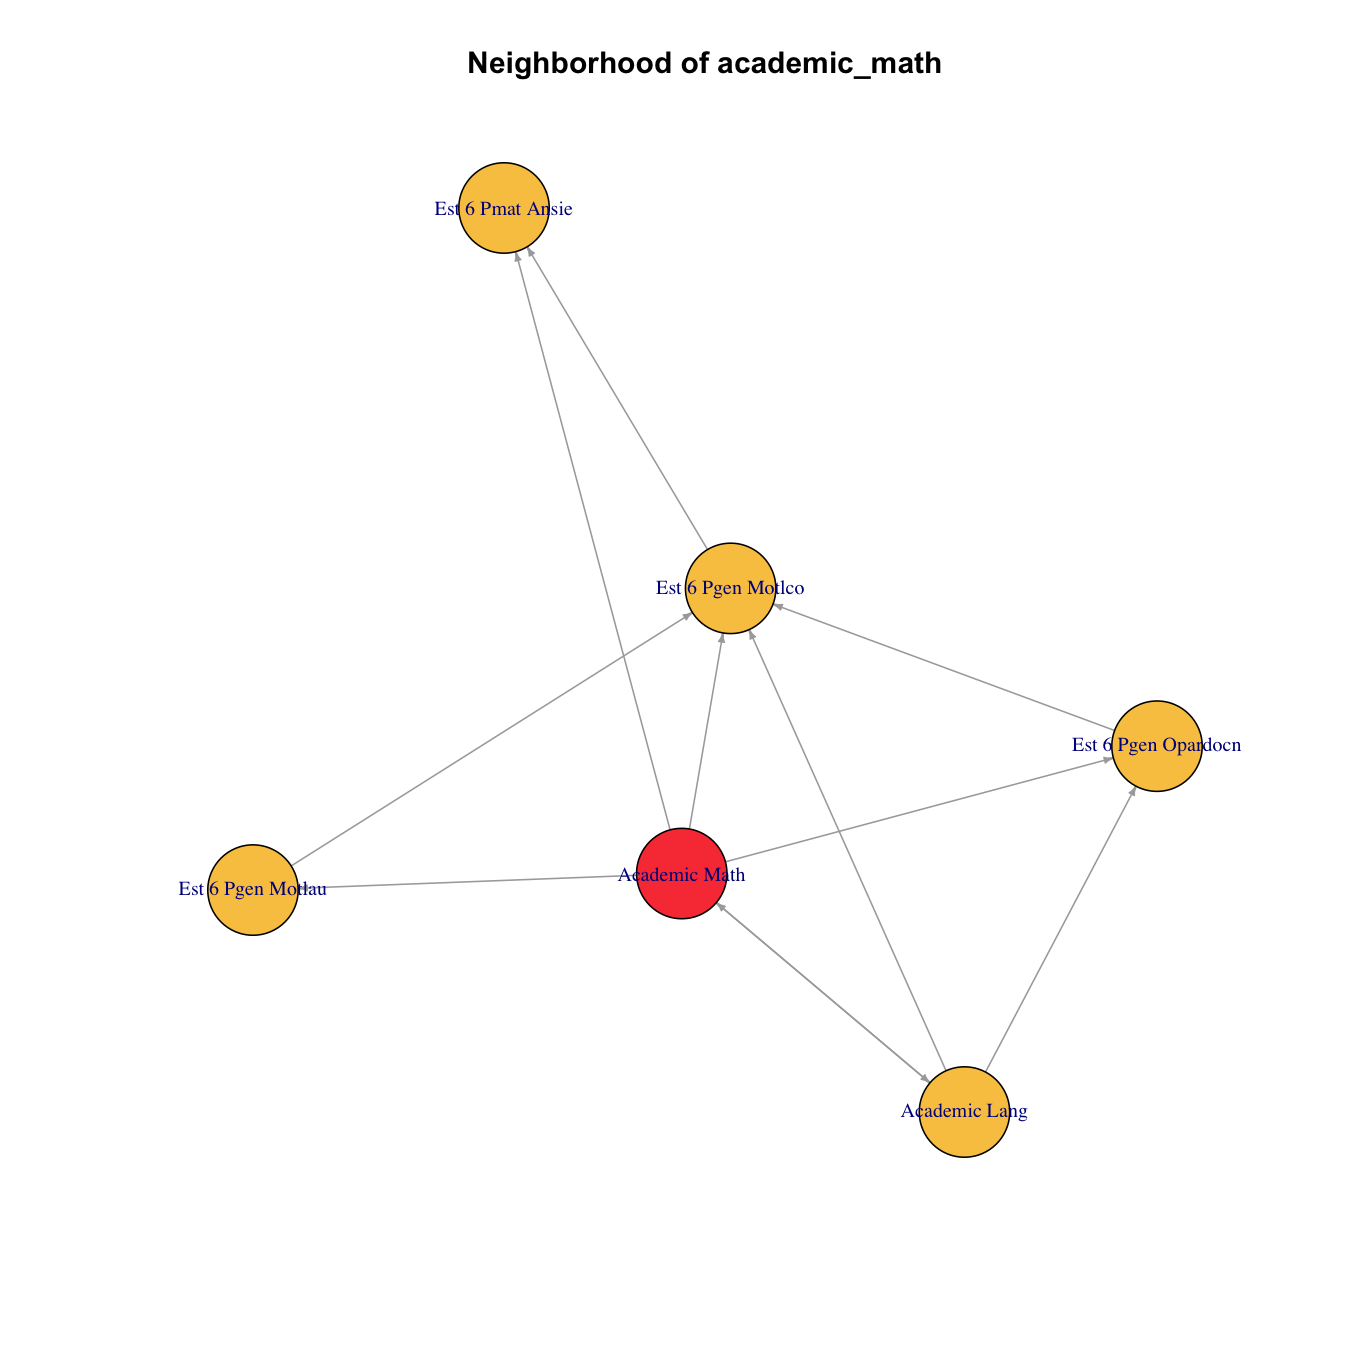 Neighborhood of academic_math
Est 6 Pmat Ansie
Est 6 Pgen Motlco
Est 6 Pgen Opardocn
Academic Math
Est 6 Pgen Motlau
Academic Lang